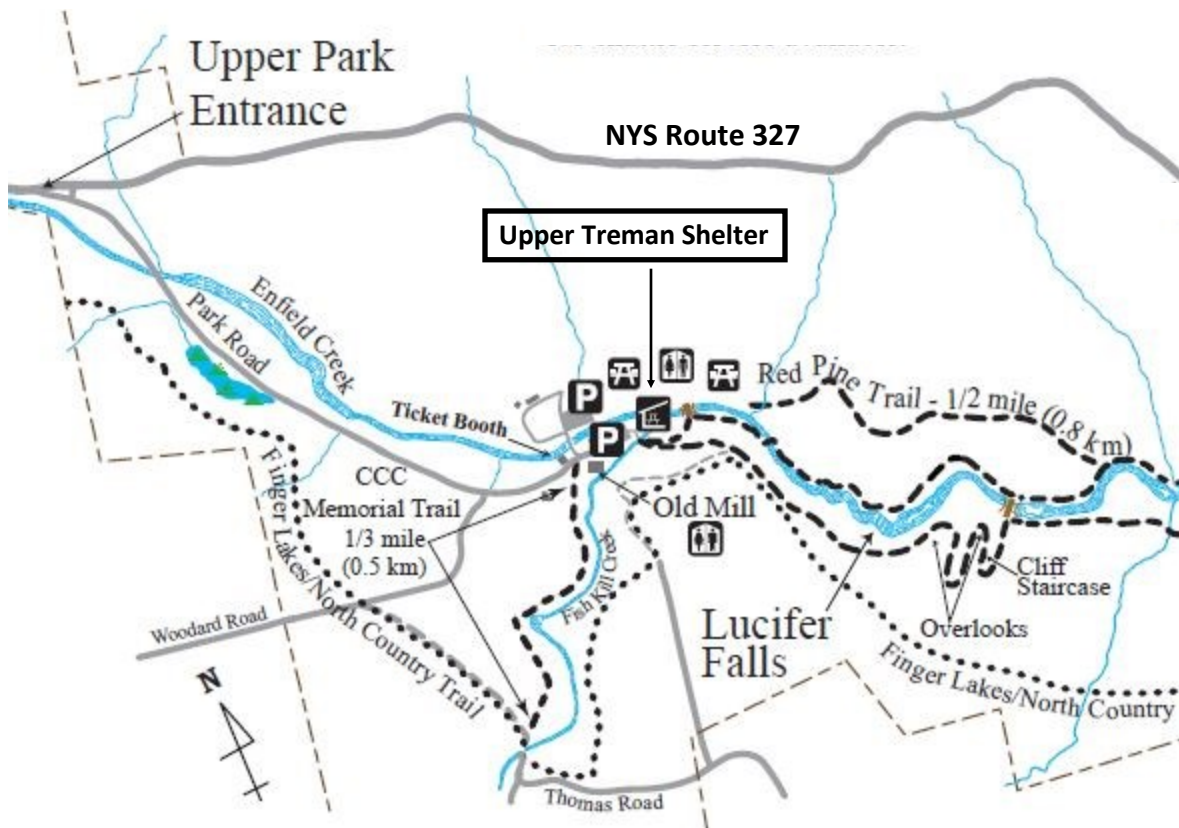 Upper Park
Entrance
NYS Route 327
Upper Treman Shelter
Enfield Creek
Park Road
Red Pine Trail - 1/2 mile (0.8 km)
P
Ticket Booth
P
CCC
Memorial Trail
1/3 mile
(0.5 km)
Old Mill
Finger Lakes/North Country Trail
Fish Kill Creek
Cliff
Staircase
Woodard Road
Lucifer
Falls
Overlooks
Finger Lakes/North Country
N
Thomas Road